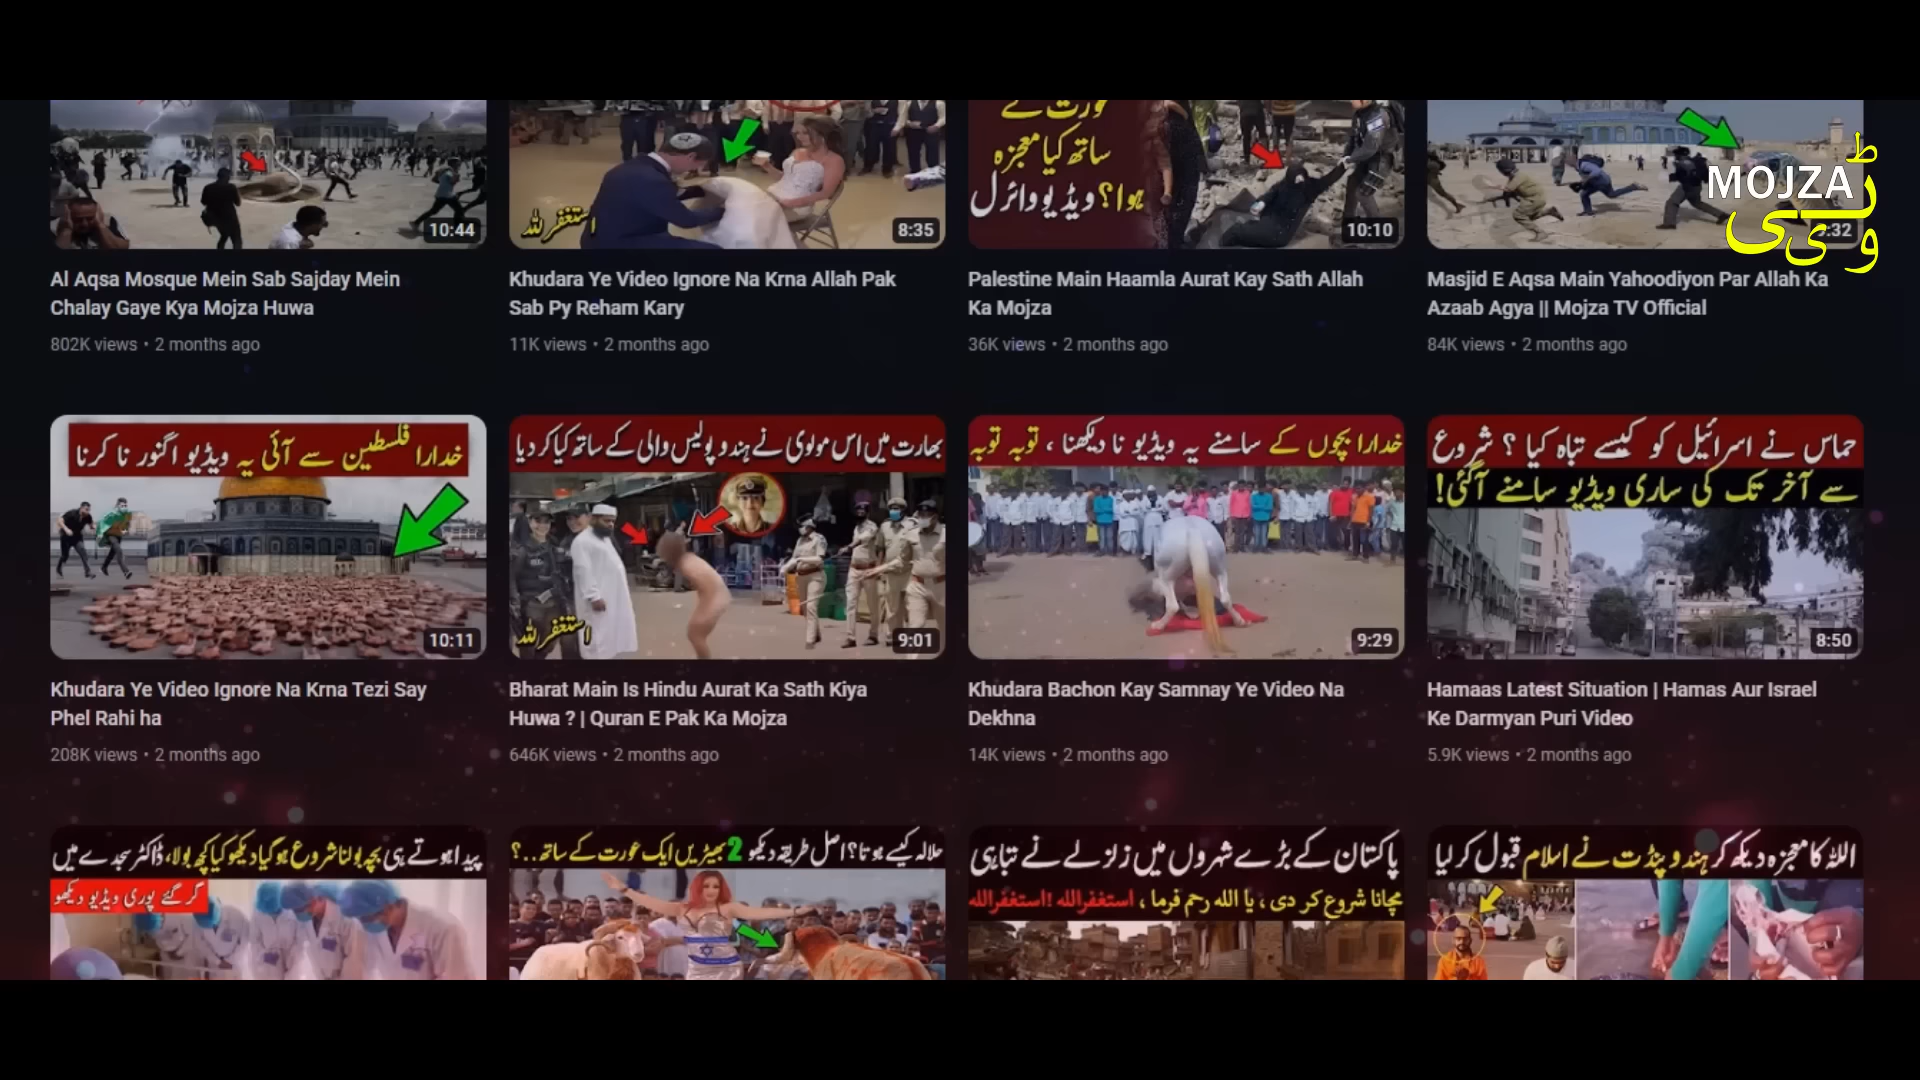 MOJZA
ٹی
وی
استغفرللہ
عورت کے
ساتھ کیا معجزہ
ہوا؟ ویڈیو وائرل
10:44
8:35
10:10
9:32
Al Aqsa Mosque Mein Sab Sajday Mein
Chalay Gaye Kya Mojza Huwa
802K views • 2 months ago
Khudara Ye Video Ignore Na Krna Allah Pak
Sab Py Reham Kary
11K views • 2 months ago
Palestine Main Haamla Aurat Kay Sath Allah
Ka Mojza
36K views • 2 months ago
Masjid E Aqsa Main Yahoodiyon Par Allah Ka
Azaab Agya || Mojza TV Official
84K views • 2 months ago
خدارا فلسطین سے آئی یہ ویڈیو اگنور نا کرنا
10:11
بھارت میں اس مولوی نے ہندو پولیس والی کے ساتھ کیا کر دیا
استغفرللہ
9:01
خدارا بچوں کے سامنے یہ ویڈیو نا دیکھنا ، توبہ توبہ
9:29
حماس نے اسرائیل کو کیسے تباہ کیا ؟ شروع
سے آخر تک کی ساری ویڈیو سامنے آگئی!
8:50
Khudara Ye Video Ignore Na Krna Tezi Say
Phel Rahi ha
208K views • 2 months ago
Bharat Main Is Hindu Aurat Ka Sath Kiya
Huwa ? | Quran E Pak Ka Mojza
646K views • 2 months ago
Khudara Bachon Kay Samnay Ye Video Na
Dekhna
14K views • 2 months ago
Hamaas Latest Situation | Hamas Aur Israel
Ke Darmyan Puri Video
5.9K views • 2 months ago
پیدا ہوتے ہی بچہ بولنا شروع ہو گیا دیکھو کیا کچھ بولا، ڈاکٹر سجدے میں
گر گئے پوری ویڈیو دیکھو
حلالہ کیسے ہوتا؟ اصل طریقہ دیکھو 2 بھیڑیں ایک عورت کے ساتھ..؟
پاکستان کے بڑے شہروں میں زلزلے نے تباہی
مچانا شروع کر دی ، یا اللہ رحم فرما ، استغفراللہ !استغفراللہ
اللہ کا معجزہ دیکھ کر ہندو پنڈت نے اسلام قبول کر لیا